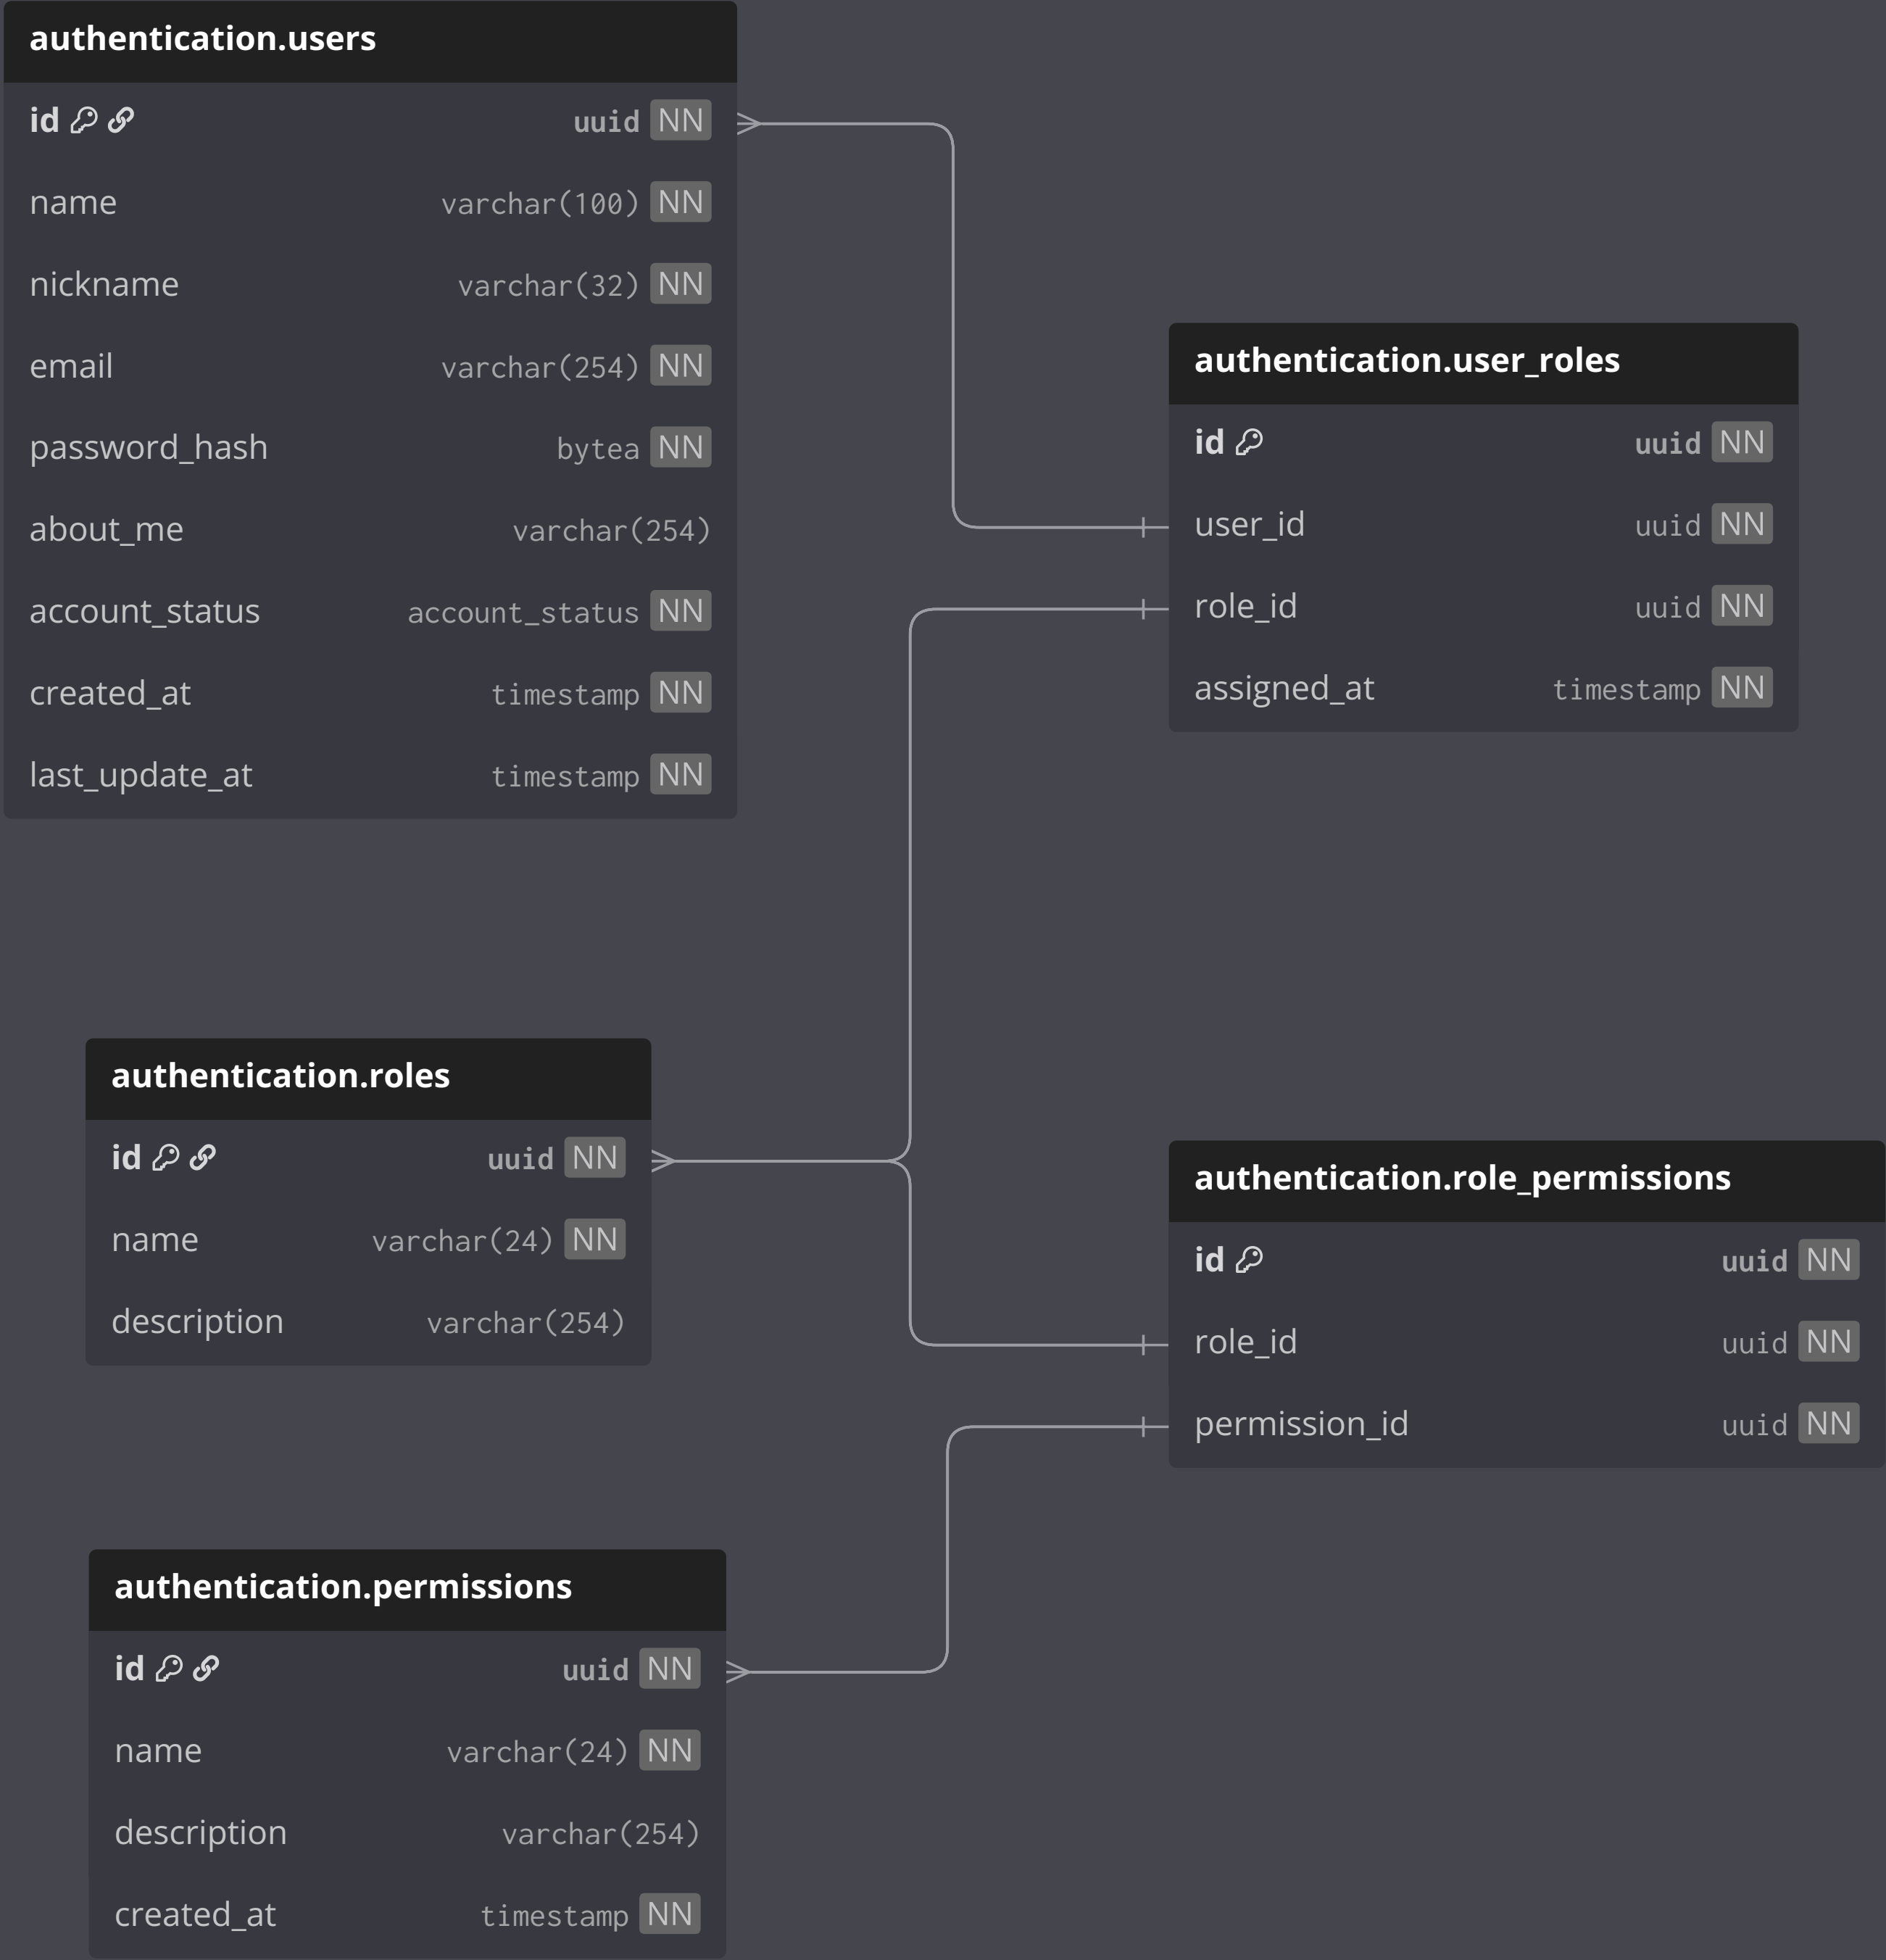 authentication.users
id uuid NN
name varchar(100) NN
nickname varchar(32) NN
email varchar(254) NN
password_hash bytea NN
about_me varchar(254)
account_status account_status NN
created_at timestamp NN
last_update_at timestamp NN
authentication.user_roles
id uuid NN
user_id uuid NN
role_id uuid NN
assigned_at timestamp NN
authentication.roles
id uuid NN
name varchar(24) NN
description varchar(254)
authentication.role_permissions
id uuid NN
role_id uuid NN
permission_id uuid NN
authentication.permissions
id uuid NN
name varchar(24) NN
description varchar(254)
created_at timestamp NN